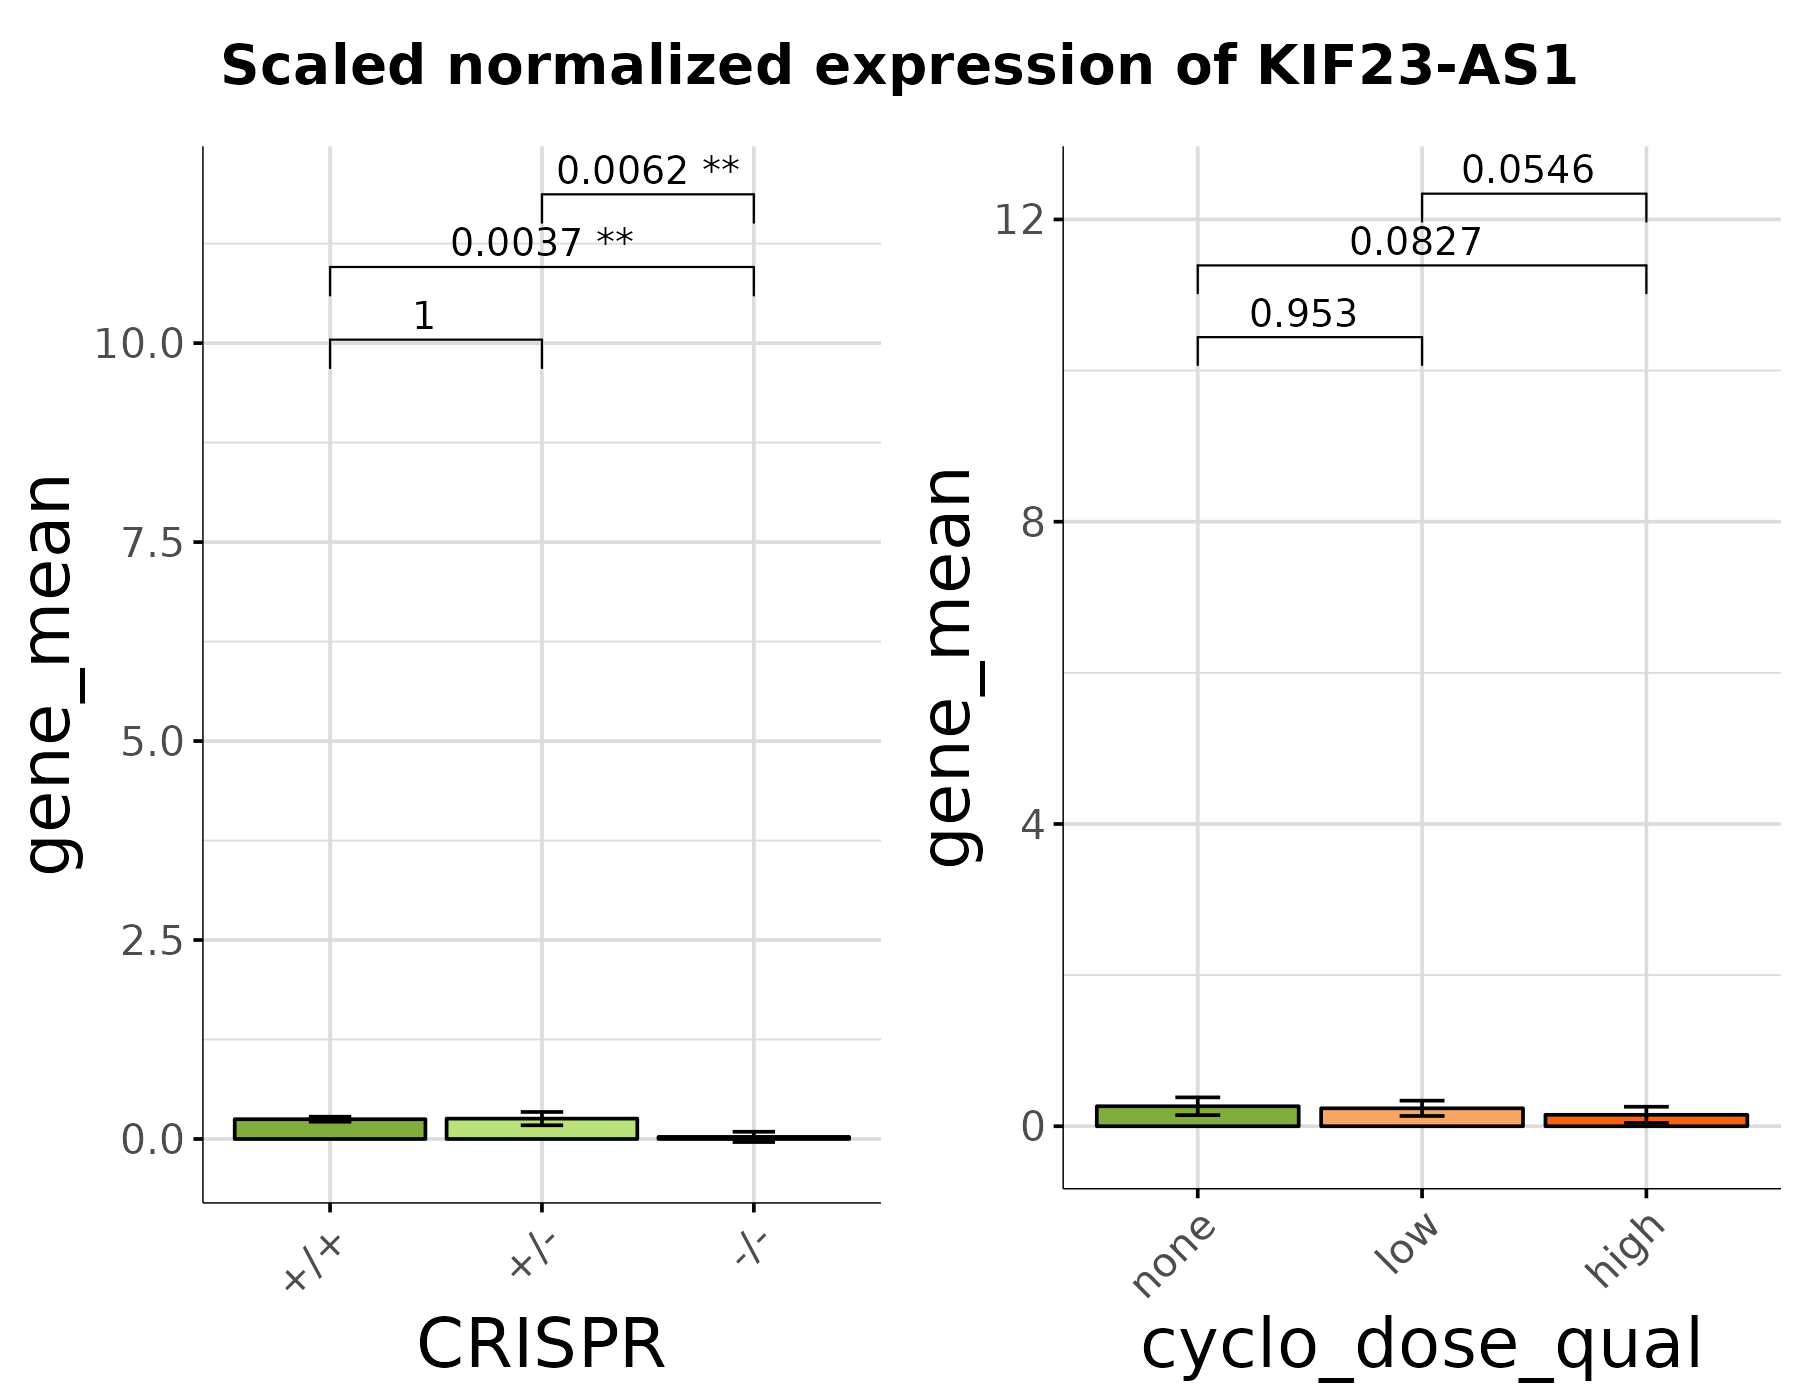 Scaled normalized expression of KIF23-AS1
gene_mean
10.0
7.5
5.0
2.5
0.0
0.0062 **
0.0037 **
1
+/+
+/-
-/-
CRISPR
gene_mean
12
8
4
0
0.0546
0.0827
0.953
none
low
high
cyclo_dose_qual